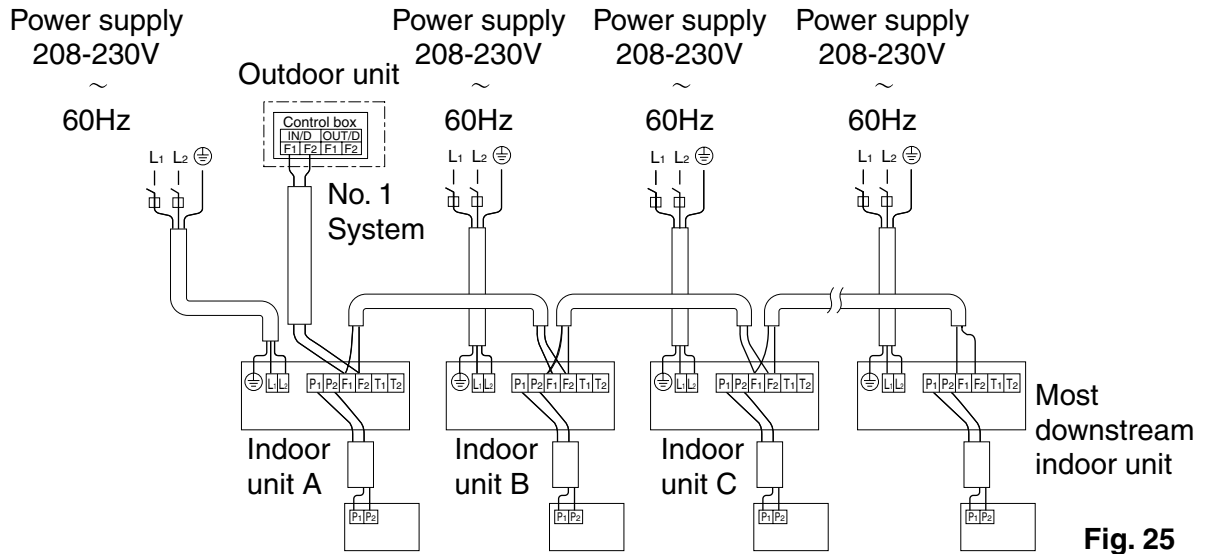 Power supply
208-230V
~
60Hz
Outdoor unit
Control box
IN/D OUT/D
F1 F2 F1 F2
No. 1
System
Power supply
208-230V
~
60Hz
Power supply
208-230V
~
60Hz
Power supply
208-230V
~
60Hz
L1 L2
L1 L2
L1 L2
L1 L2
L1 L2
P1 P2 F1 F2 T1 T2
L1 L2
P1 P2 F1 F2 T1 T2
L1 L2
P1 P2 F1 F2 T1 T2
L1 L2
P1 P2 F1 F2 T1 T2
Indoor
unit A
Indoor
unit B
Indoor
unit C
Most
downstream
indoor unit
P1 P2
P1 P2
P1 P2
P1 P2
Fig. 25